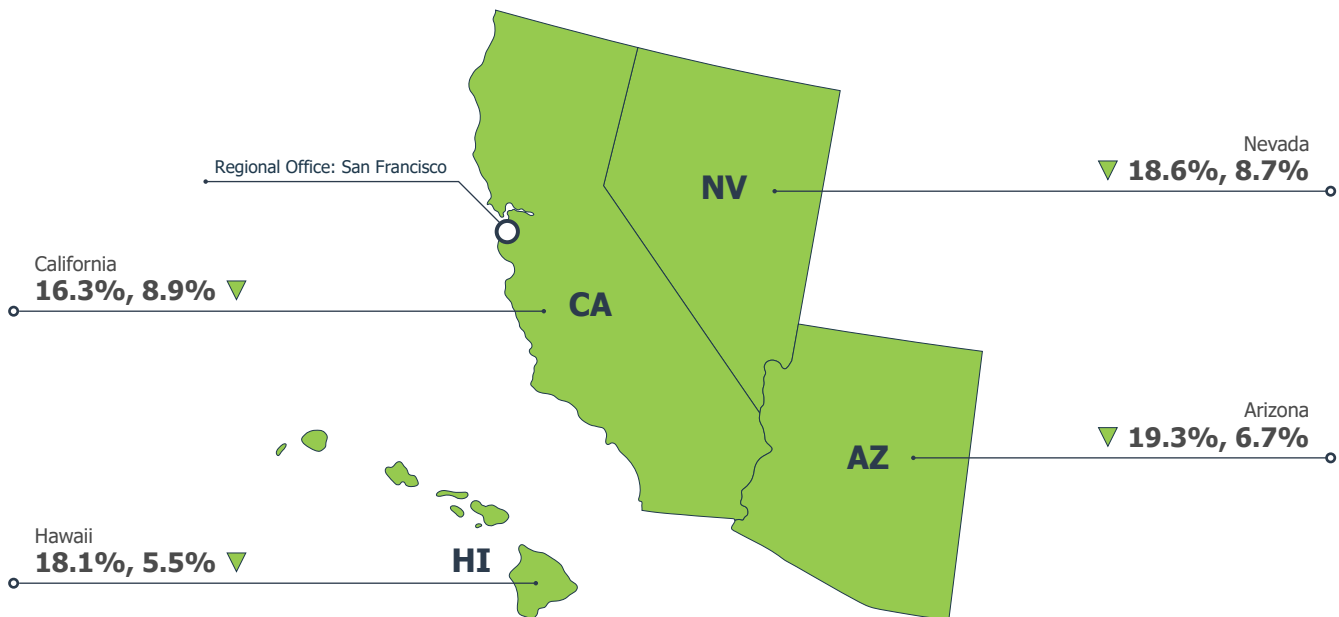 Regional Office: San Francisco
Nevada
18.6%, 8.7%
NV
California
16.3%, 8.9%
CA
Arizona
19.3%, 6.7%
AZ
Hawaii
18.1%, 5.5%
HI